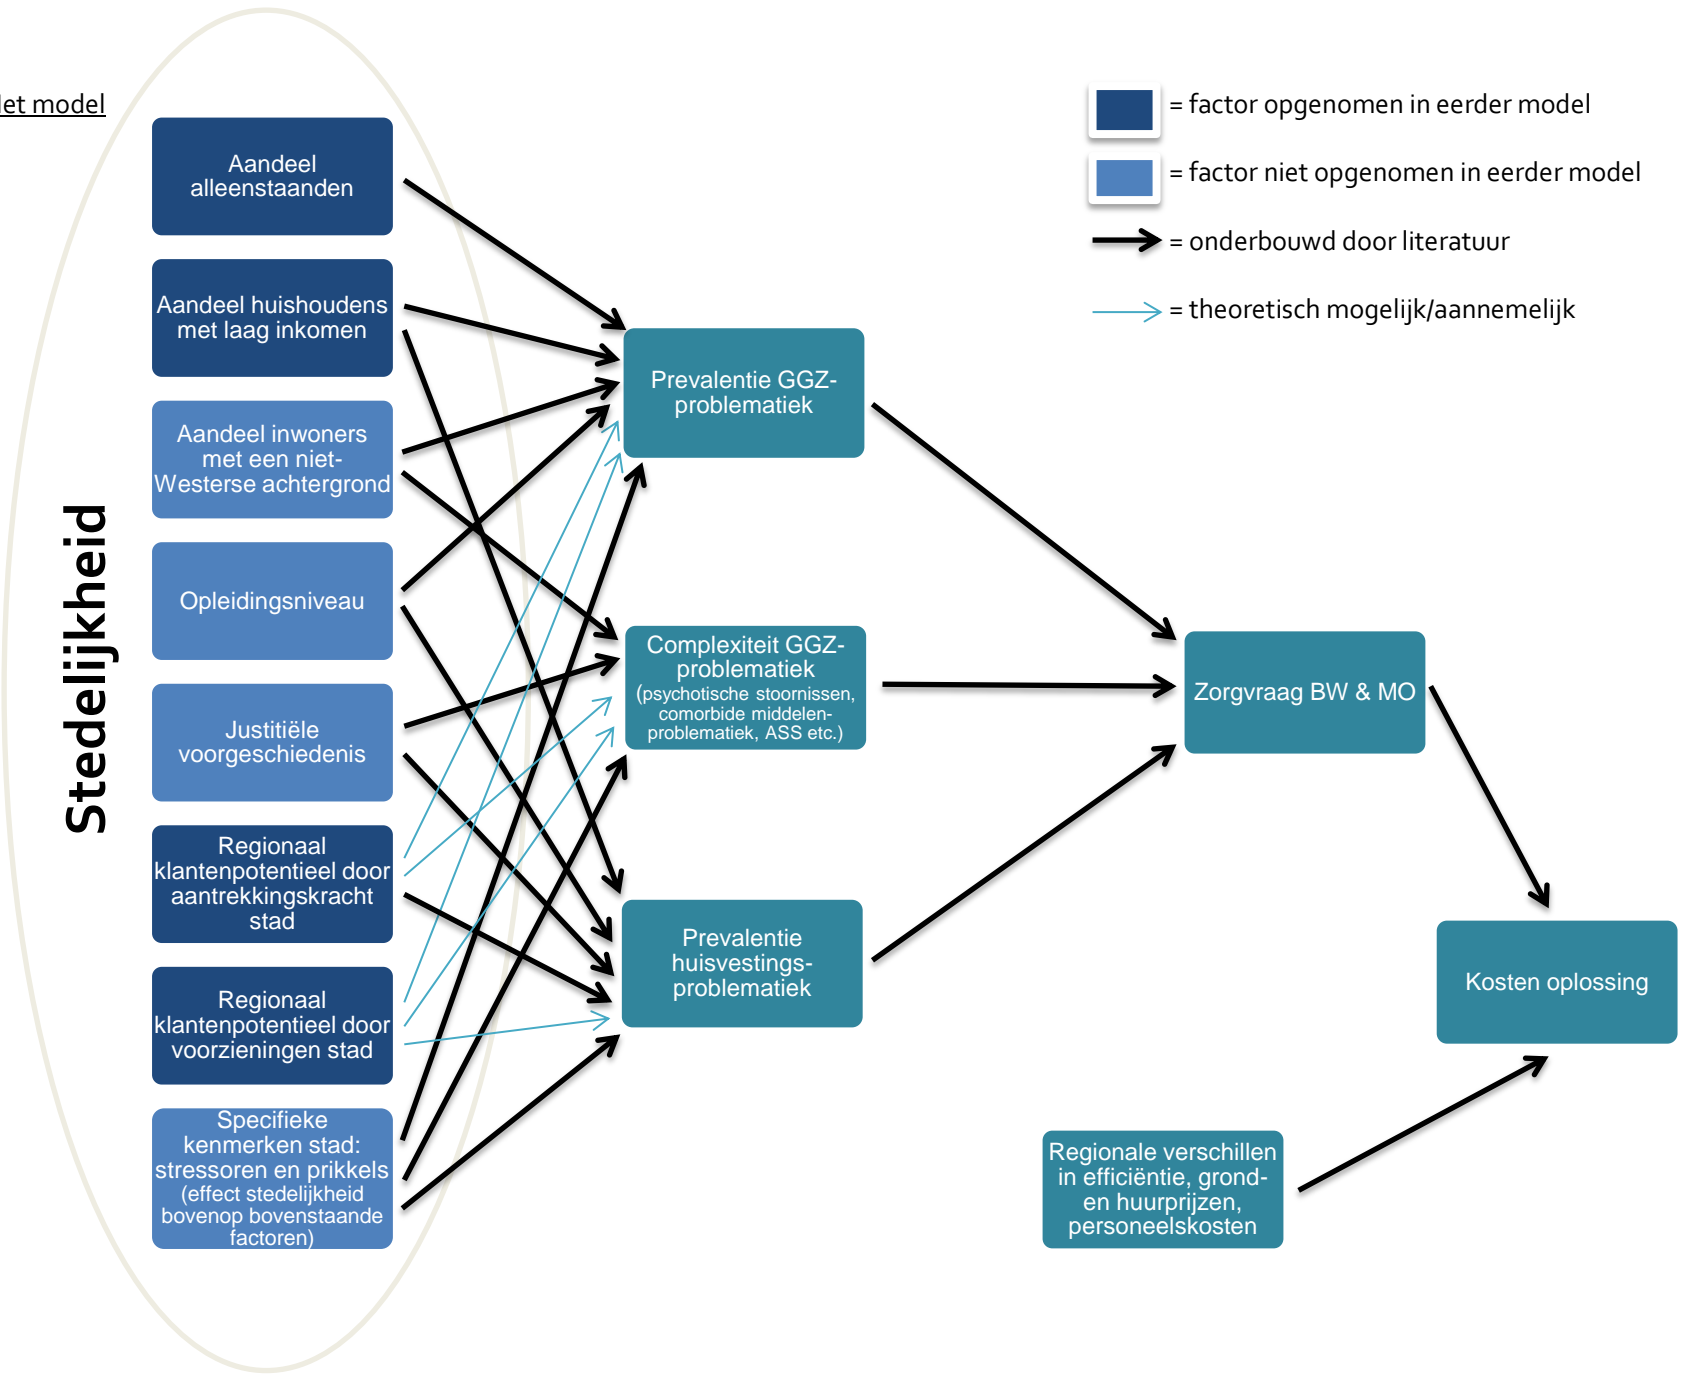 let model
Stedelijkheid
Aandeel
alleenstaanden
Aandeel huishoudens
met laag inkomen
Aandeel inwoners
met een niet-
Westerse achtergrond
Opleidingsniveau
Justitiële
voorgeschiedenis
Regionaal
klantenpotentieel door
aantrekkingskracht
stad
Regionaal
klantenpotentieel door
voorzieningen stad
Specifieke
kenmerken stad:
stressoren en prikkels
(effect stedelijkheid
bovenop bovenstaande
factoren)
Prevalentie GGZ-
problematiek
Complexiteit GGZ-
problematiek
(psychotische stoornissen,
comorbide middelen-
problematiek, ASS etc.)
Prevalentie
huisvestings-
problematiek
Zorgvraag BW & MO
Kosten oplossing
Regionale verschillen
in efficiëntie, grond-
en huurprijzen,
personeelskosten
= factor opgenomen in eerder model
= factor niet opgenomen in eerder model
= onderbouwd door literatuur
= theoretisch mogelijk/aannemelijk